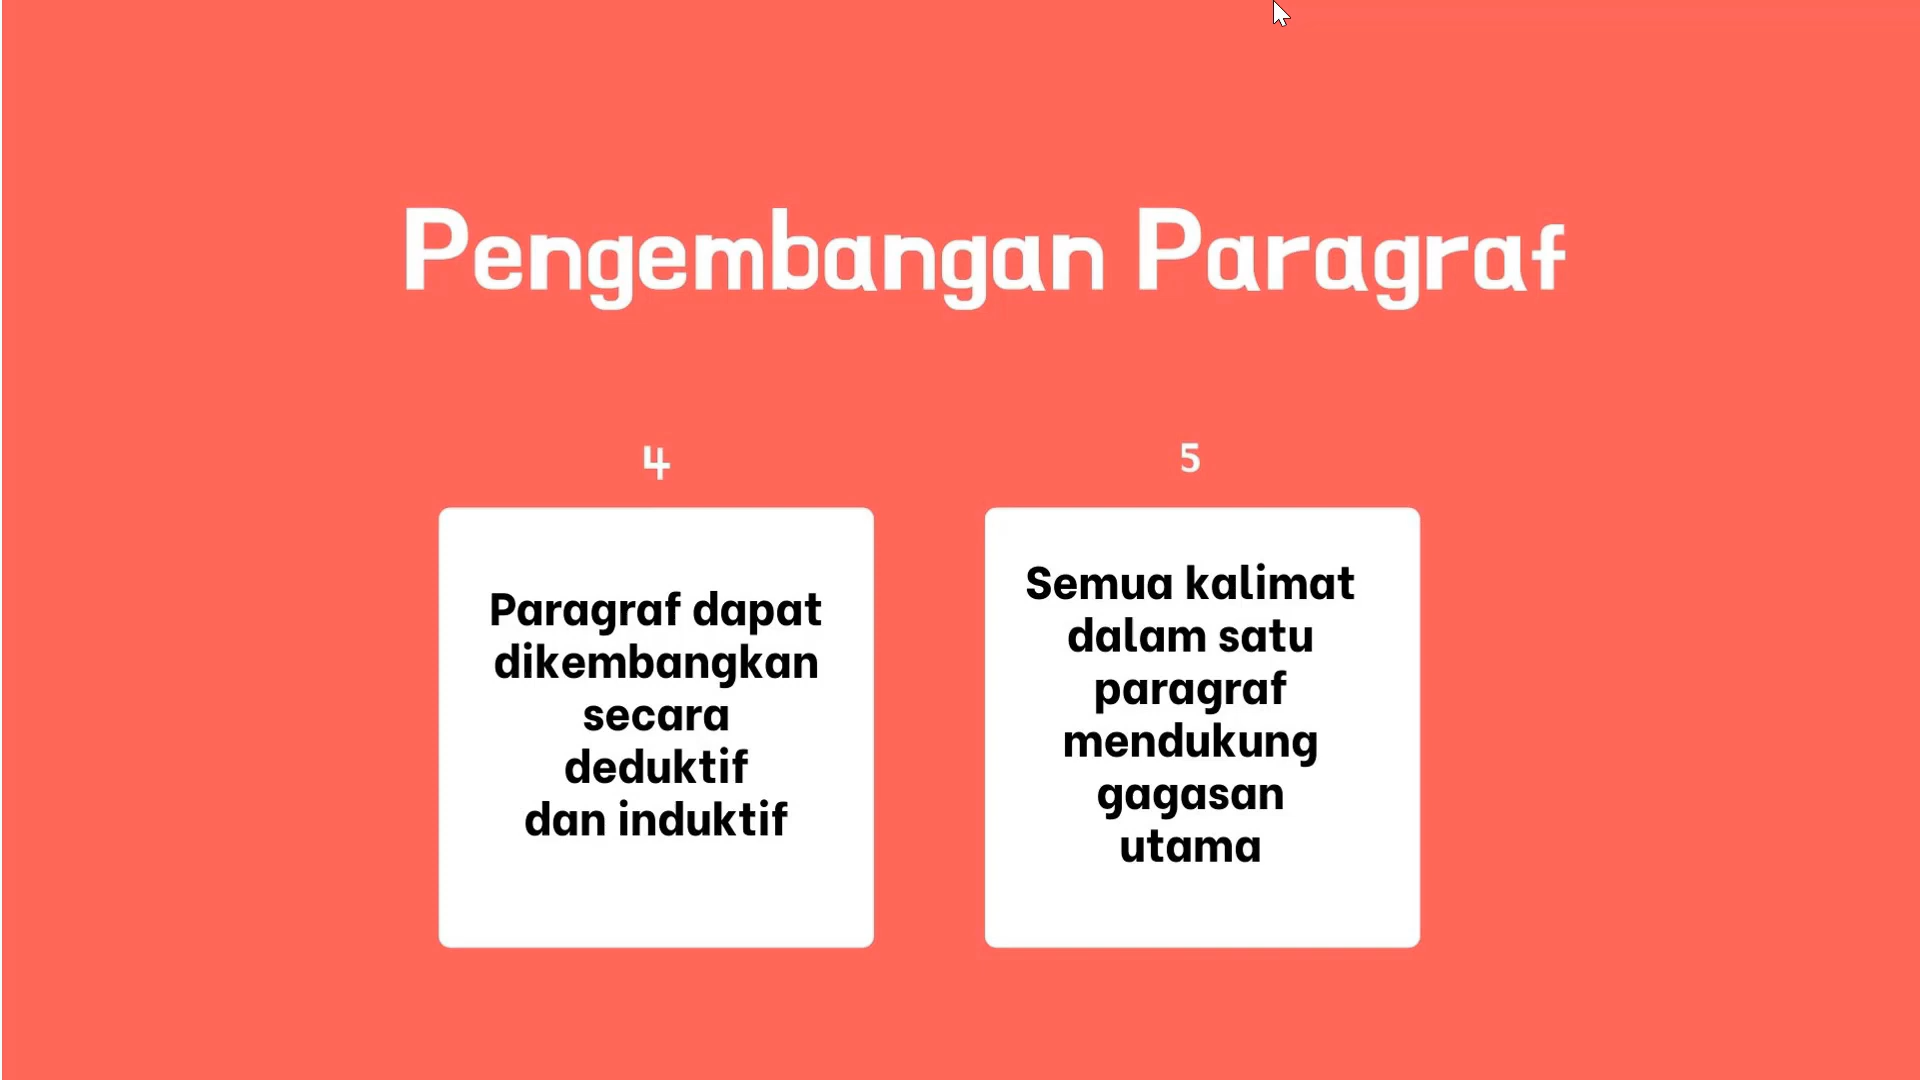 Pengembangan Paragraf
4
Paragraf dapat
dikembangkan
secara
deduktif
dan induktif
5
Semua kalimat
dalam satu
paragraf
mendukung
gagasan
utama